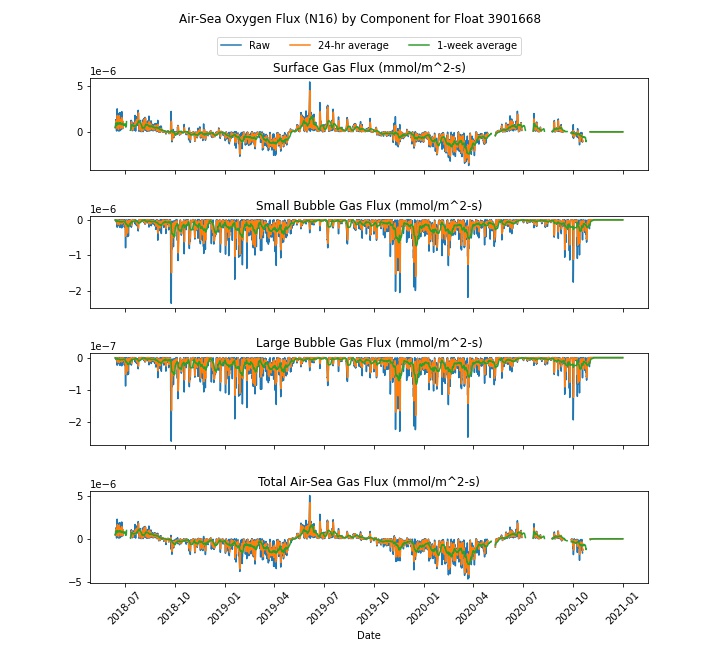 Air-Sea Oxygen Flux (N16) by Component for Float 3901668
Raw 24-hr average 1-week average
1e−6 Surface Gas Flux (mmol/m^2-s)
5
0
1e−6 Small Bubble Gas Flux (mmol/m^2-s)
0
−1
−2
1e−7 Large Bubble Gas Flux (mmol/m^2-s)
0
−1
−2
1e−6 Total Air-Sea Gas Flux (mmol/m^2-s)
5
0
−5
2018-07 2018-10 2019-01 2019-04 2019-07 2019-10 2020-01 2020-04 2020-07 2020-10 2021-01
Date